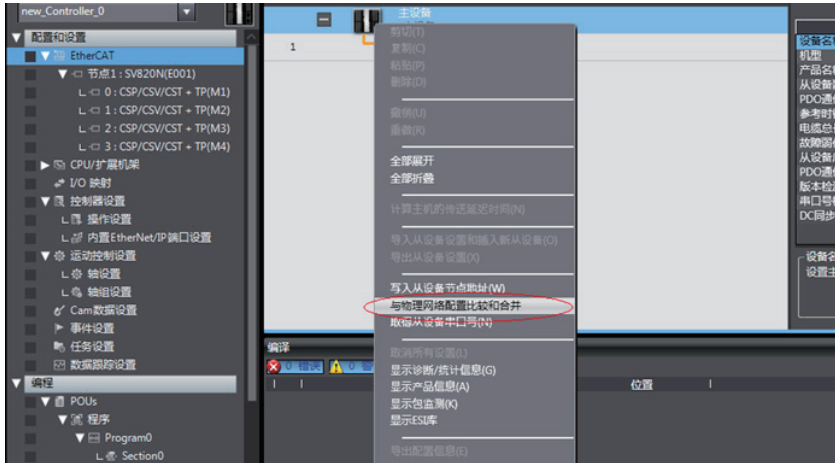 new_Controller_0
配置和设置
EtherCAT
节点1 : SV820N(E001)
0 : CSP/CSV/CST + TP(M1)
1 : CSP/CSV/CST + TP(M2)
2 : CSP/CSV/CST + TP(M3)
3 : CSP/CSV/CST + TP(M4)
CPU/扩展机架
I/O 映射
控制器设置
操作设置
内置EtherNet/IP端口设置
运动控制设置
轴设置
轴组设置
Cam数据设置
事件设置
任务设置
数据跟踪设置
编程
POUs
程序
Program0
Section0
主设备
1
剪切(T)
复制(C)
粘贴(P)
删除(D)
撤销(U)
重做(R)
全部展开
全部折叠
计算主机的传送延迟时间(N)
导入从设备设置和插入新从设备(O)
导出从设备设置(X)
写入从设备节点地址(W)
与物理网络配置比较和合并
取得从设备串口号(N)
取消所有设置(L)
显示诊断/统计信息(G)
显示产品信息(A)
显示包监测(K)
显示ESI库
导出配置信息(E)
编译
0 错误
0
位置
设备名
机型
产品名
从设备
PDO通
参考时
电缆总
故障弱
从设备
PDO通
版本检
串口号
DC同步
设备名
设置主